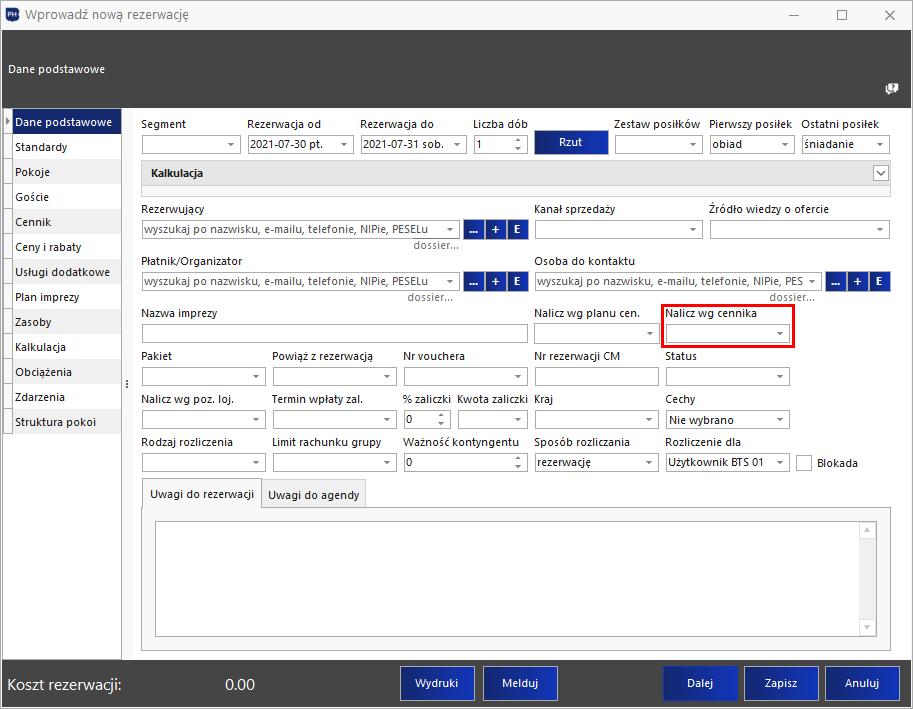 PH+ Wprowadź nową rezerwację
Dane podstawowe
Dane podstawowe
Standardy
Pokoje
Goście
Cennik
Ceny i rabaty
Usługi dodatkowe
Plan imprezy
Zasoby
Kalkulacja
Obciążenia
Zdarzenia
Struktura pokoi
Segment Rezerwacja od Rezerwacja do Liczba dób Zestaw posiłków Pierwszy posiłek Ostatni posiłek
2021-07-30 pt. 2021-07-31 sob. 1 Rzut obiad śniadanie
Kalkulacja
Rezerwujący Kanał sprzedaży Źródło wiedzy o ofercie
wyszukaj po nazwisku, e-mailu, telefonie, NIPie, PESELu ... + E
dossier...
Płatnik/Organizator Osoba do kontaktu
wyszukaj po nazwisku, e-mailu, telefonie, NIPie, PESELu ... + E wyszukaj po nazwisku, e-mailu, telefonie, NIPie, PES ... + E
dossier... dossier...
Nazwa imprezy Nalicz wg planu cen. Nalicz wg cennika
Pakiet Powiąż z rezerwacją Nr vouchera Nr rezerwacji CM Status
Nalicz wg poz. loj. Termin wpłaty zal. % zaliczki Kwota zaliczki Kraj Cechy
0 Nie wybrano
Rodzaj rozliczenia Limit rachunku grupy Ważność kontyngentu Sposób rozliczania Rozliczenie dla
0 rezerwację Użytkownik BTS 01 Blokada
Uwagi do rezerwacji Uwagi do agendy
Koszt rezerwacji: 0.00 Wydruki Melduj Dalej Zapisz Anuluj